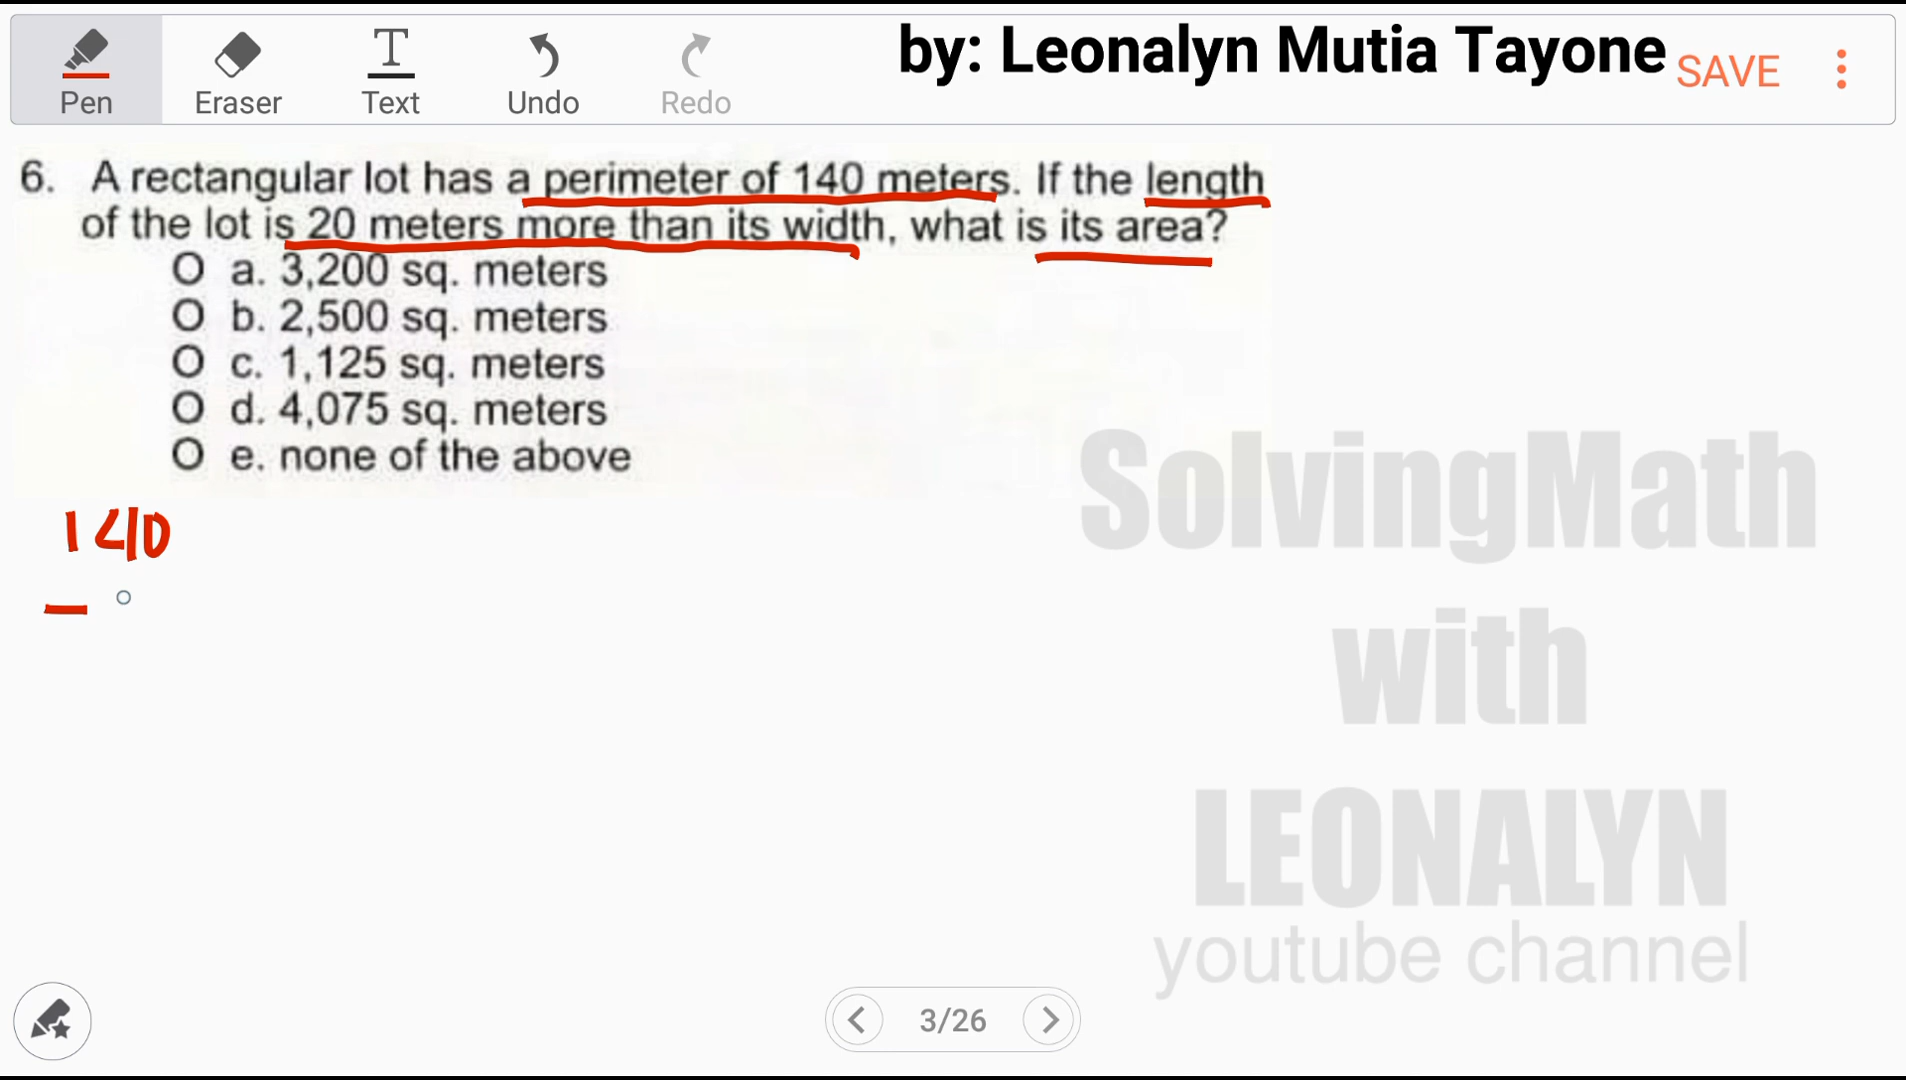 Pen
Eraser
T
Text
Undo
Redo
by: Leonalyn Mutia Tayone
SAVE
6. A rectangular lot has a perimeter of 140 meters. If the length
of the lot is 20 meters more than its width, what is its area?
O a. 3,200 sq. meters
O b. 2,500 sq. meters
O c. 1,125 sq. meters
O d. 4,075 sq. meters
O e. none of the above
140
–
SolvingMath
with
LEONALYN
youtube channel
3/26